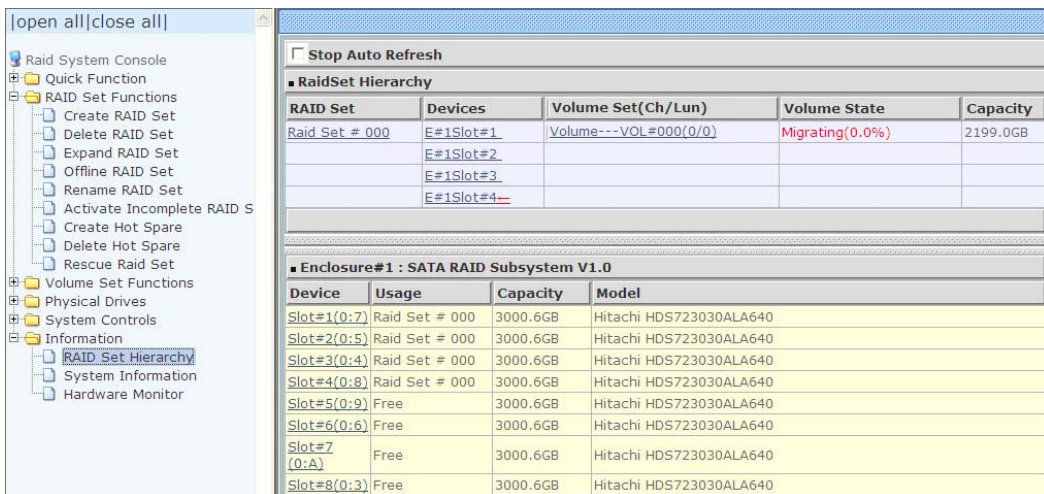 |open all|close all|
Raid System Console
Quick Function
RAID Set Functions
Create RAID Set
Delete RAID Set
Expand RAID Set
Offline RAID Set
Rename RAID Set
Activate Incomplete RAID S
Create Hot Spare
Delete Hot Spare
Rescue Raid Set
Volume Set Functions
Physical Drives
System Controls
Information
RAID Set Hierarchy
System Information
Hardware Monitor
Stop Auto Refresh
RaidSet Hierarchy
RAID Set Devices Volume Set(Ch/Lun) Volume State Capacity
Raid Set # 000 E#1Slot#1 Volume---VOL#000(0/0) Migrating(0.0%) 2199.0GB
E#1Slot#2
E#1Slot#3
E#1Slot#4←
Enclosure#1 : SATA RAID Subsystem V1.0
Device Usage Capacity Model
Slot#1(0:7) Raid Set # 000 3000.6GB Hitachi HDS723030ALA640
Slot#2(0:5) Raid Set # 000 3000.6GB Hitachi HDS723030ALA640
Slot#3(0:4) Raid Set # 000 3000.6GB Hitachi HDS723030ALA640
Slot#4(0:8) Raid Set # 000 3000.6GB Hitachi HDS723030ALA640
Slot#5(0:9) Free 3000.6GB Hitachi HDS723030ALA640
Slot#6(0:6) Free 3000.6GB Hitachi HDS723030ALA640
Slot#7
(0:A) Free 3000.6GB Hitachi HDS723030ALA640
Slot#8(0:3) Free 3000.6GB Hitachi HDS723030ALA640